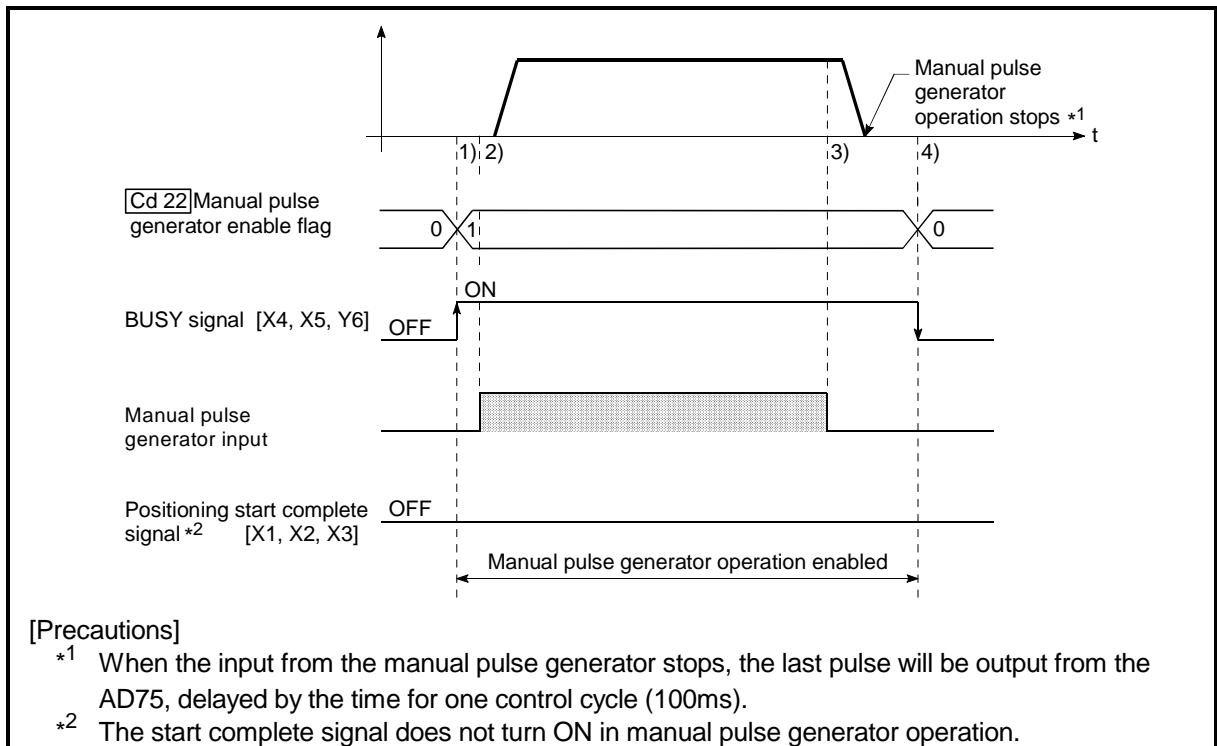 Manual pulse
generator
operation stops *1
t
1) 2) 3) 4)
Cd 22 Manual pulse
generator enable flag
0 1 0
ON
BUSY signal [X4, X5, Y6] OFF
Manual pulse
generator input
Positioning start complete OFF
signal *2 [X1, X2, X3]
Manual pulse generator operation enabled
[Precautions]
*1 When the input from the manual pulse generator stops, the last pulse will be output from the
AD75, delayed by the time for one control cycle (100ms).
*2 The start complete signal does not turn ON in manual pulse generator operation.